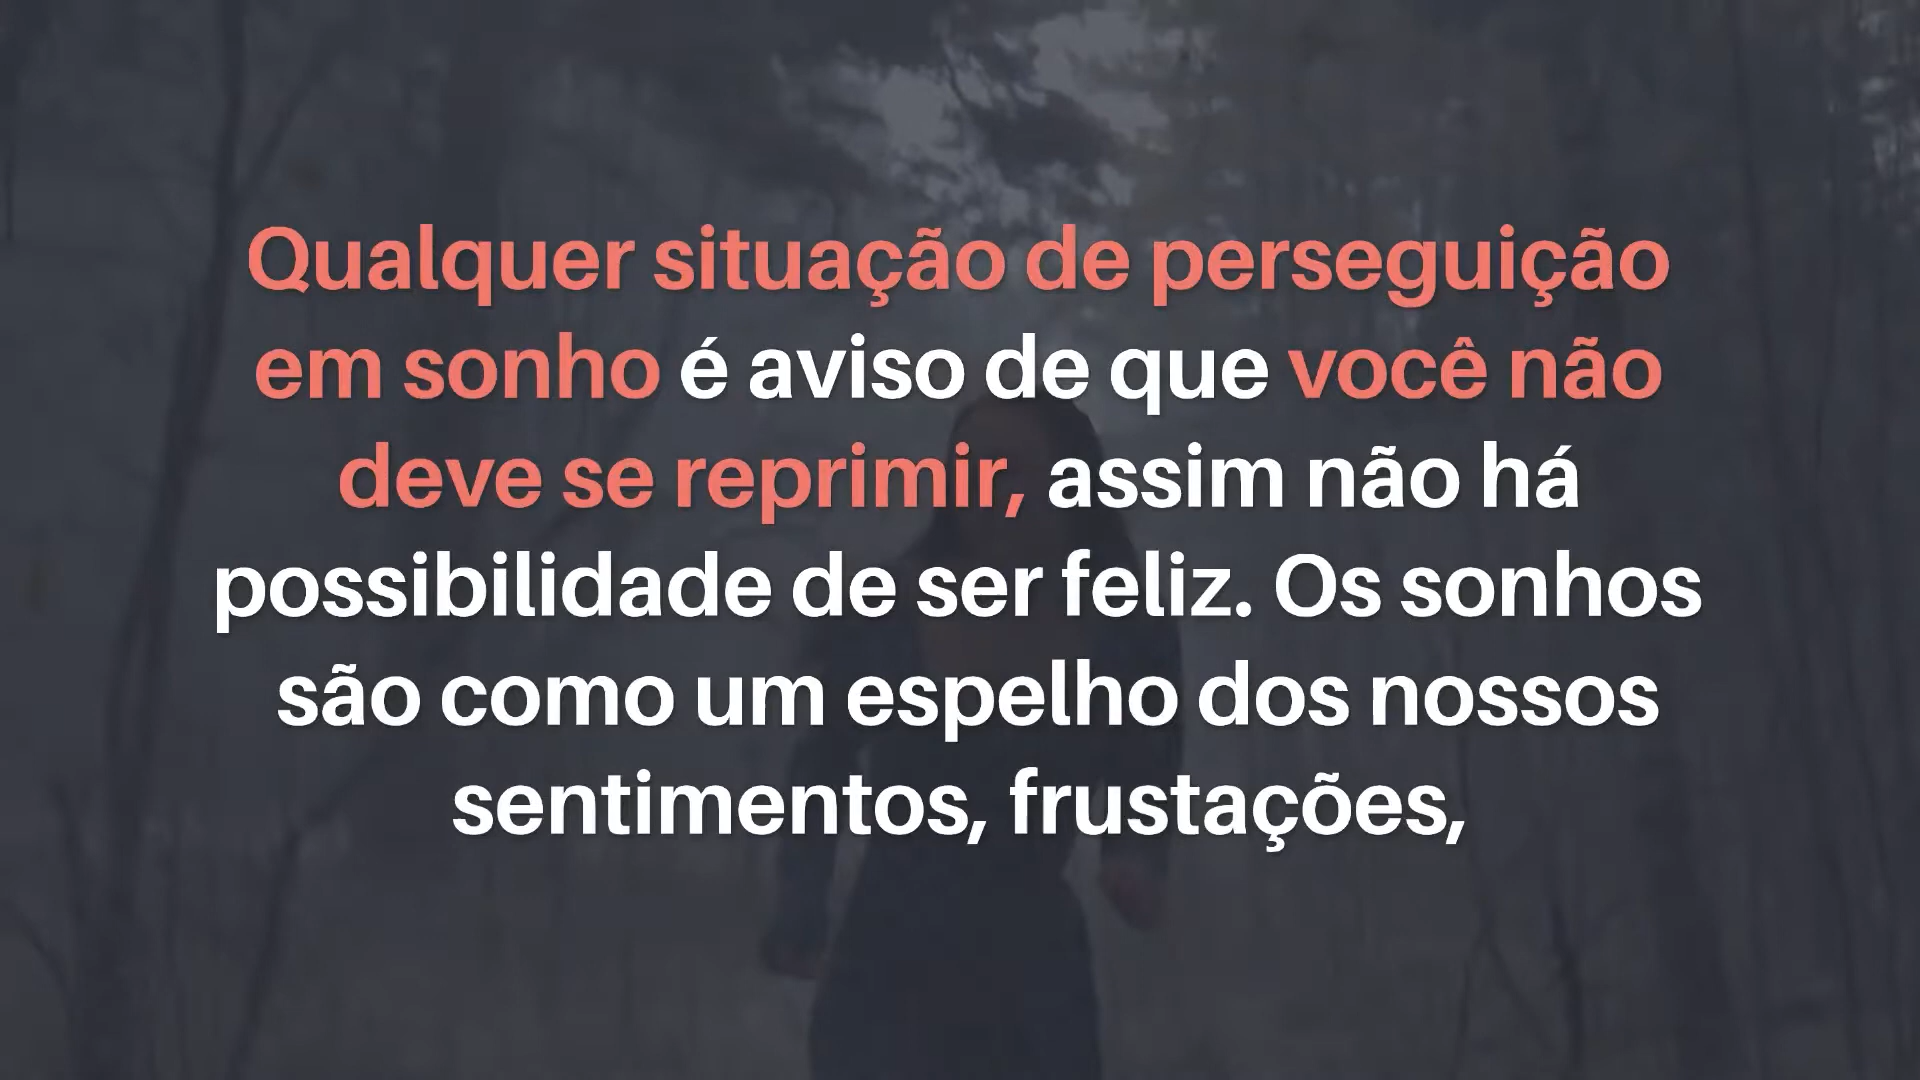 Qualquer situação de perseguição
em sonho é aviso de que você não
deve se reprimir, assim não há
possibilidade de ser feliz. Os sonhos
são como um espelho dos nossos
sentimentos, frustações,